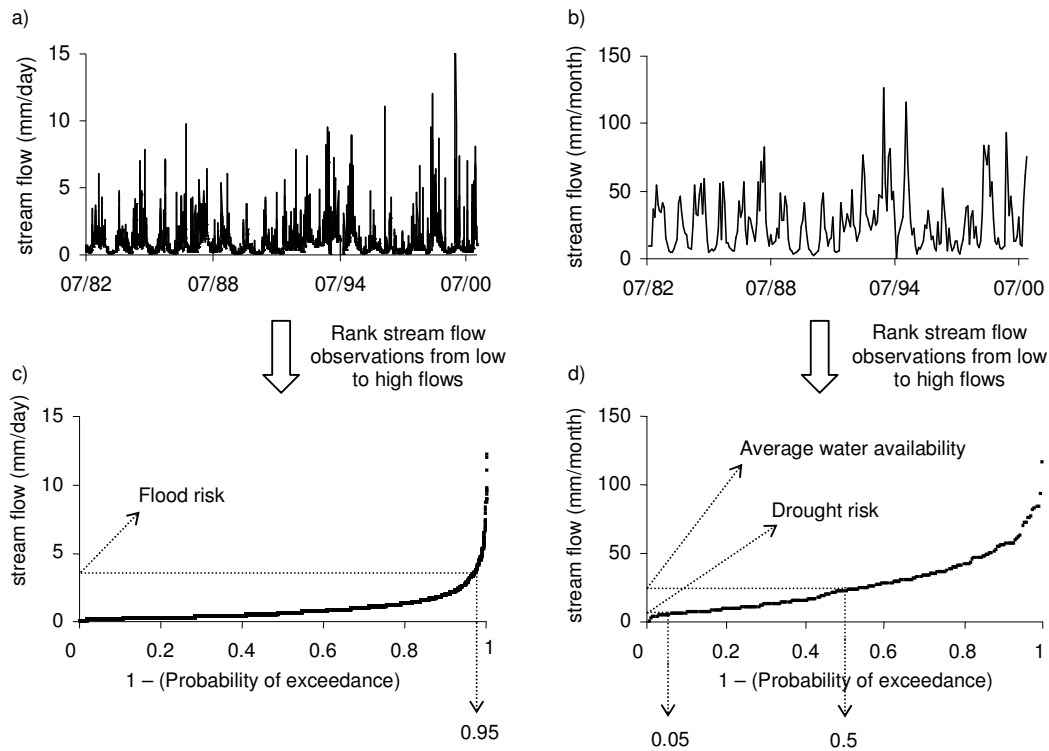 a)
stream flow (mm/day)
15
10
5
0
07/82
07/88
07/94
07/00
b)
stream flow (mm/month)
150
100
50
0
07/82
07/88
07/94
07/00
Rank stream flow
observations from low
to high flows
Rank stream flow
observations from low
to high flows
c)
stream flow (mm/day)
15
10
5
0
Flood risk
0
0.2
0.4
0.6
0.8
1
1 – (Probability of exceedance)
0.95
d)
stream flow (mm/month)
150
100
50
0
Average water availability
Drought risk
0
0.2
0.4
0.6
0.8
1
1 – (Probability of exceedance)
0.05
0.5